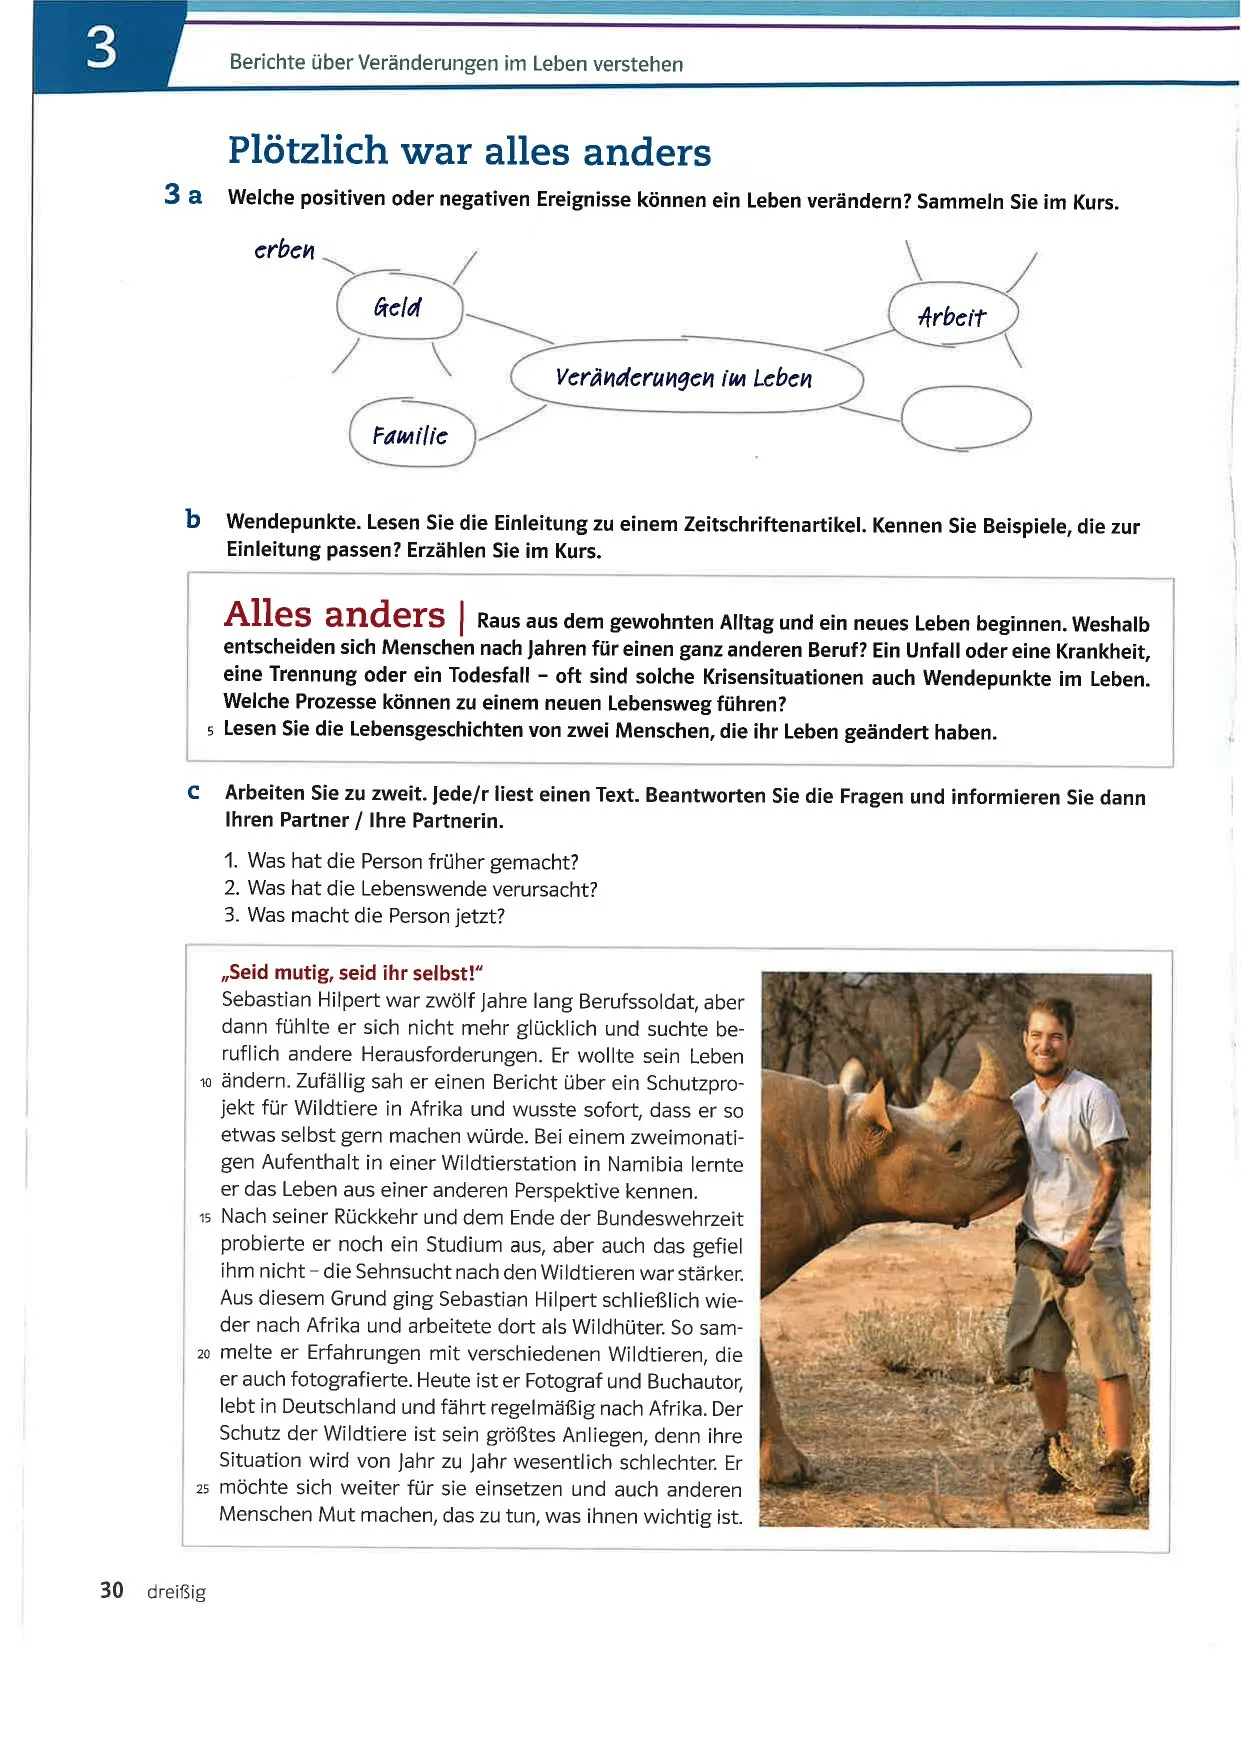 3
Berichte über Veränderungen im Leben verstehen
Plötzlich war alles anders
3 a Welche positiven oder negativen Ereignisse können ein Leben verändern? Sammeln Sie im Kurs.
erben
Geld
Arbeit
Veränderungen im Leben
Familie
b Wendepunkte. Lesen Sie die Einleitung zu einem Zeitschriftenartikel. Kennen Sie Beispiele, die zur
Einleitung passen? Erzählen Sie im Kurs.
Alles anders | Raus aus dem gewohnten Alltag und ein neues Leben beginnen. Weshalb
entscheiden sich Menschen nach Jahren für einen ganz anderen Beruf? Ein Unfall oder eine Krankheit,
eine Trennung oder ein Todesfall – oft sind solche Krisensituationen auch Wendepunkte im Leben.
Welche Prozesse können zu einem neuen Lebensweg führen?
5 Lesen Sie die Lebensgeschichten von zwei Menschen, die ihr Leben geändert haben.
c Arbeiten Sie zu zweit. Jede/r liest einen Text. Beantworten Sie die Fragen und informieren Sie dann
Ihren Partner / Ihre Partnerin.
1. Was hat die Person früher gemacht?
2. Was hat die Lebenswende verursacht?
3. Was macht die Person jetzt?
„Seid mutig, seid ihr selbst!"
Sebastian Hilpert war zwölf Jahre lang Berufssoldat, aber
dann fühlte er sich nicht mehr glücklich und suchte be-
ruflich andere Herausforderungen. Er wollte sein Leben
10 ändern. Zufällig sah er einen Bericht über ein Schutzpro-
jekt für Wildtiere in Afrika und wusste sofort, dass er so
etwas selbst gern machen würde. Bei einem zweimonati-
gen Aufenthalt in einer Wildtierstation in Namibia lernte
er das Leben aus einer anderen Perspektive kennen.
15 Nach seiner Rückkehr und dem Ende der Bundeswehrzeit
probierte er noch ein Studium aus, aber auch das gefiel
ihm nicht – die Sehnsucht nach den Wildtieren war stärker.
Aus diesem Grund ging Sebastian Hilpert schließlich wie-
der nach Afrika und arbeitete dort als Wildhüter. So sam-
20 melte er Erfahrungen mit verschiedenen Wildtieren, die
er auch fotografierte. Heute ist er Fotograf und Buchautor,
lebt in Deutschland und fährt regelmäßig nach Afrika. Der
Schutz der Wildtiere ist sein größtes Anliegen, denn ihre
Situation wird von Jahr zu Jahr wesentlich schlechter. Er
25 möchte sich weiter für sie einsetzen und auch anderen
Menschen Mut machen, das zu tun, was ihnen wichtig ist.
30 dreißig